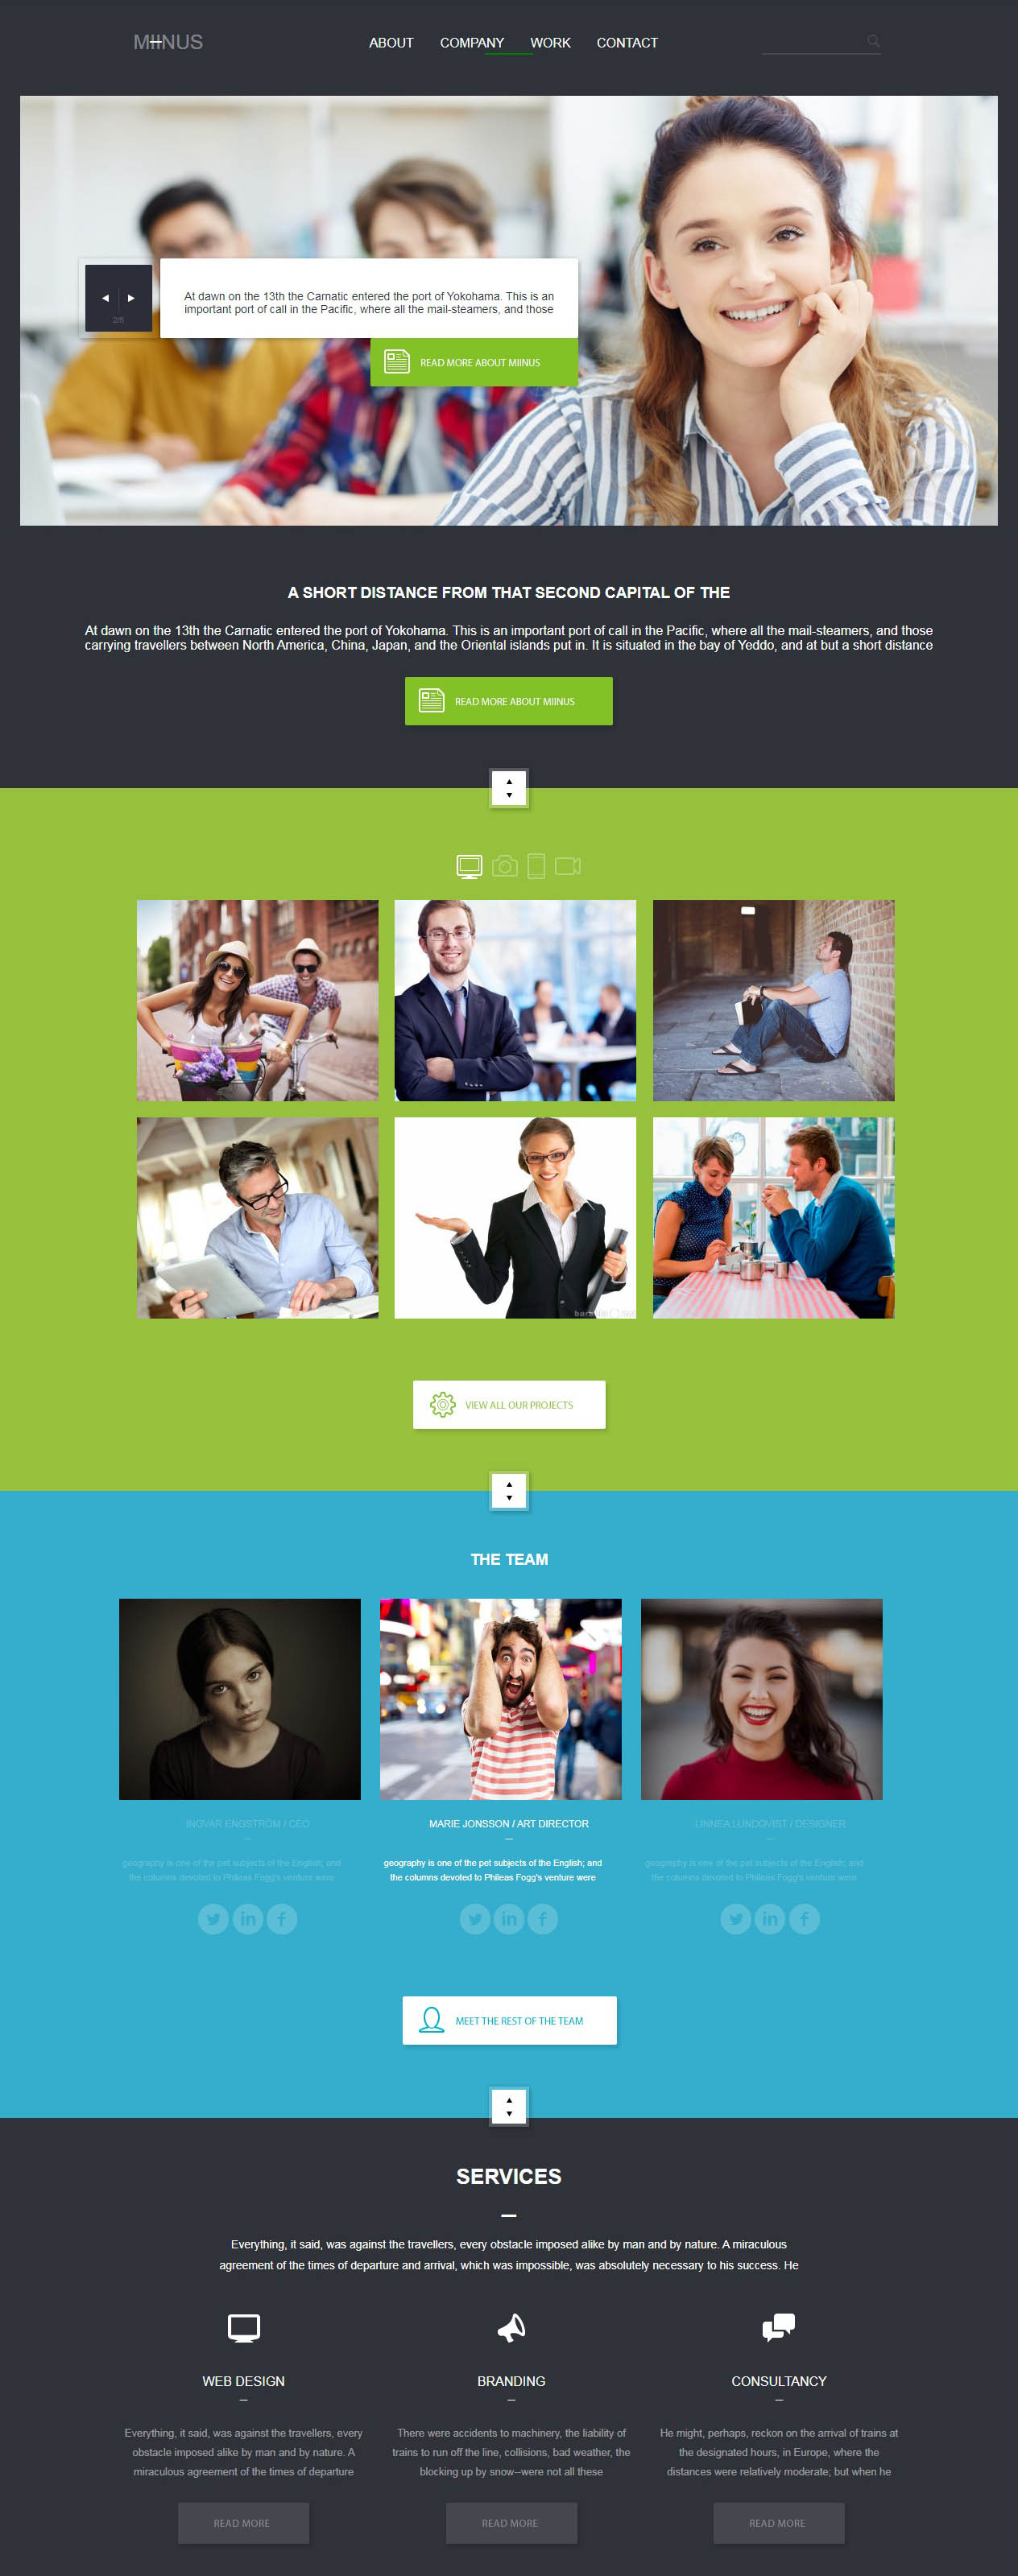 MIINUS
ABOUT COMPANY WORK CONTACT
At dawn on the 13th the Carnatic entered the port of Yokohama. This is an
important port of call in the Pacific, where all the mail-steamers, and those
2/5
READ MORE ABOUT MIINUS
A SHORT DISTANCE FROM THAT SECOND CAPITAL OF THE
At dawn on the 13th the Carnatic entered the port of Yokohama. This is an important port of call in the Pacific, where all the mail-steamers, and those
carrying travellers between North America, China, Japan, and the Oriental islands put in. It is situated in the bay of Yeddo, and at but a short distance
READ MORE ABOUT MIINUS
VIEW ALL OUR PROJECTS
THE TEAM
INGVAR ENGSTRÖM / CEO
geography is one of the pet subjects of the English; and
the columns devoted to Phileas Fogg's venture were
MARIE JONSSON / ART DIRECTOR
geography is one of the pet subjects of the English; and
the columns devoted to Phileas Fogg's venture were
LINNEA LUNDQVIST / DESIGNER
geography is one of the pet subjects of the English; and
the columns devoted to Phileas Fogg's venture were
MEET THE REST OF THE TEAM
SERVICES
Everything, it said, was against the travellers, every obstacle imposed alike by man and by nature. A miraculous
agreement of the times of departure and arrival, which was impossible, was absolutely necessary to his success. He
WEB DESIGN
Everything, it said, was against the travellers, every
obstacle imposed alike by man and by nature. A
miraculous agreement of the times of departure
READ MORE
BRANDING
There were accidents to machinery, the liability of
trains to run off the line, collisions, bad weather, the
blocking up by snow—were not all these
READ MORE
CONSULTANCY
He might, perhaps, reckon on the arrival of trains at
the designated hours, in Europe, where the
distances were relatively moderate; but when he
READ MORE